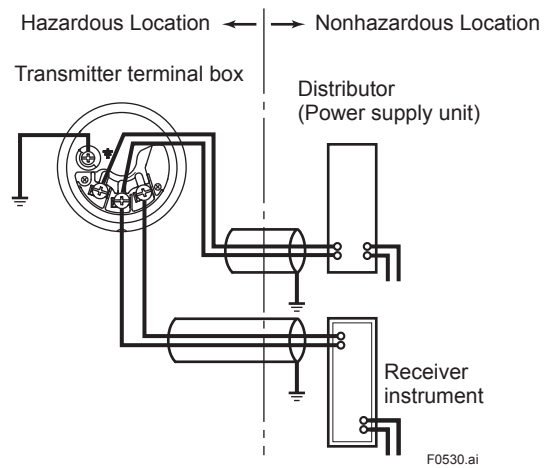 Hazardous Location
Nonhazardous Location
Transmitter terminal box
Distributor
(Power supply unit)
Receiver
instrument
F0530.ai